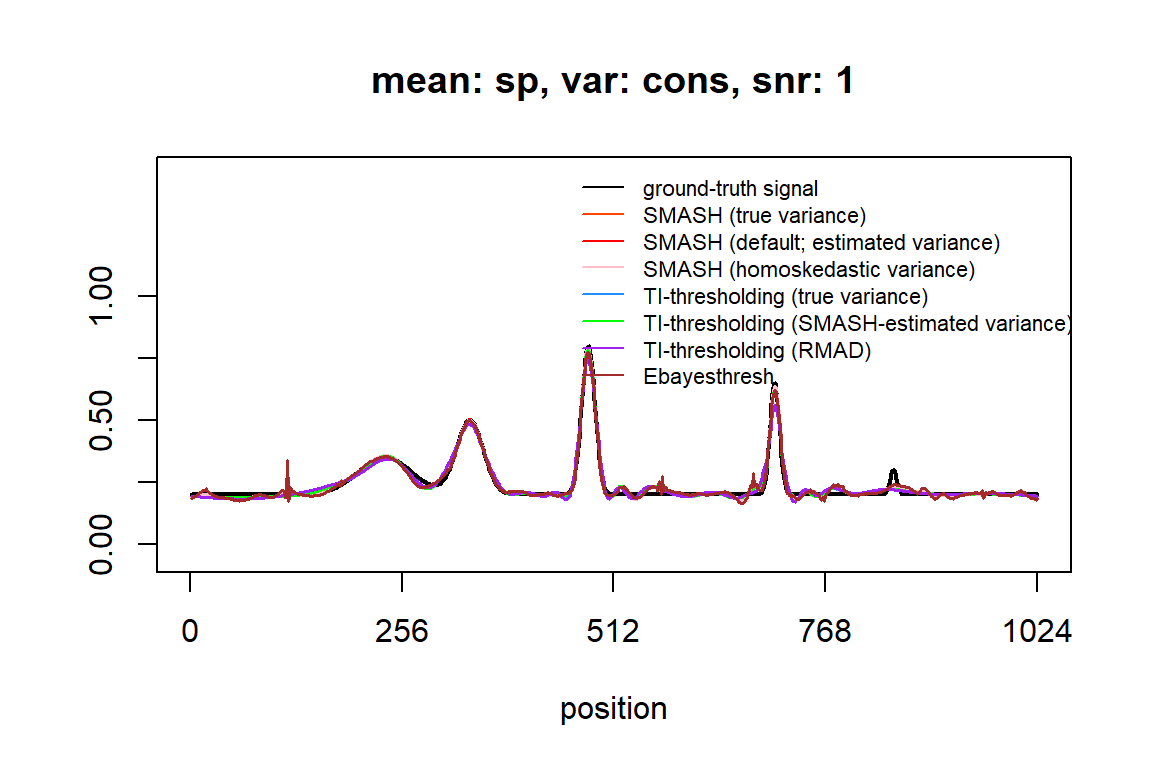 mean: sp, var: cons, snr: 1
ground-truth signal
SMASH (true variance)
SMASH (default; estimated variance)
SMASH (homoskedastic variance)
TI-thresholding (true variance)
TI-thresholding (SMASH-estimated variance)
TI-thresholding (RMAD)
Ebayesthresh
1.00
0.50
0.00
0 256 512 768 1024
position